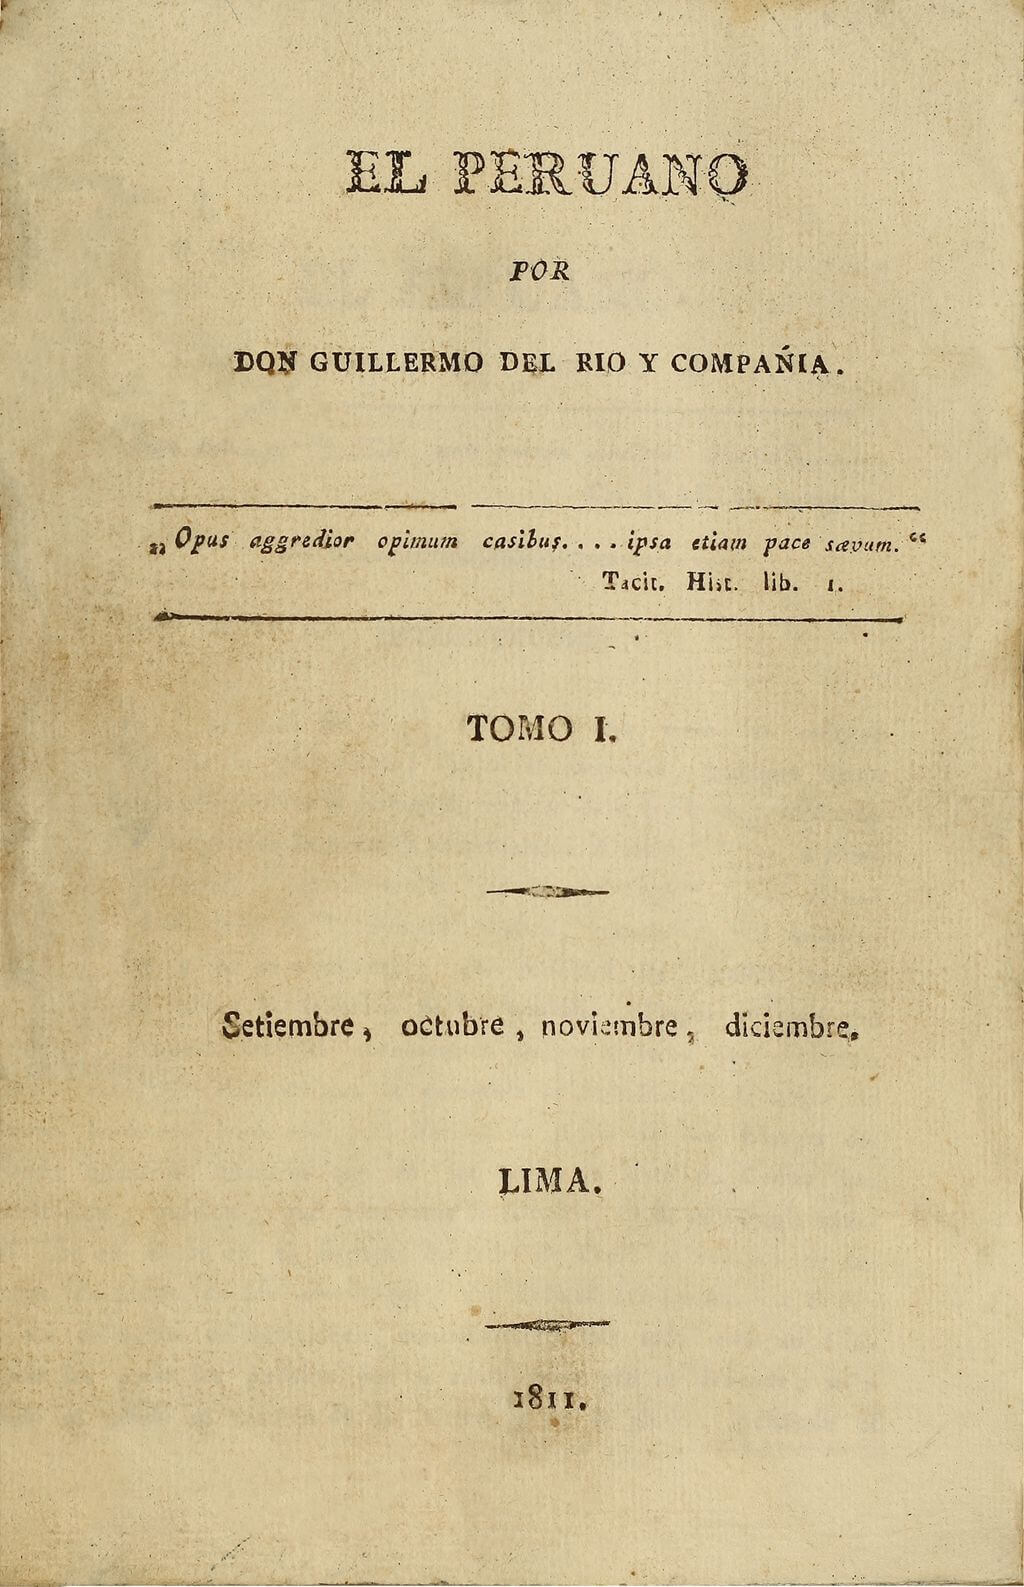 EL PERUANO
POR
DON GUILLERMO DEL RIO Y COMPAÑIA.
„ Opus aggredior opimum casibus. . . . ipsa etiam pace sævum. “
Tacit. Hist. lib. 1.
TOMO I.
Setiembre, octubre, noviembre, diciembre.
LIMA.
1811.